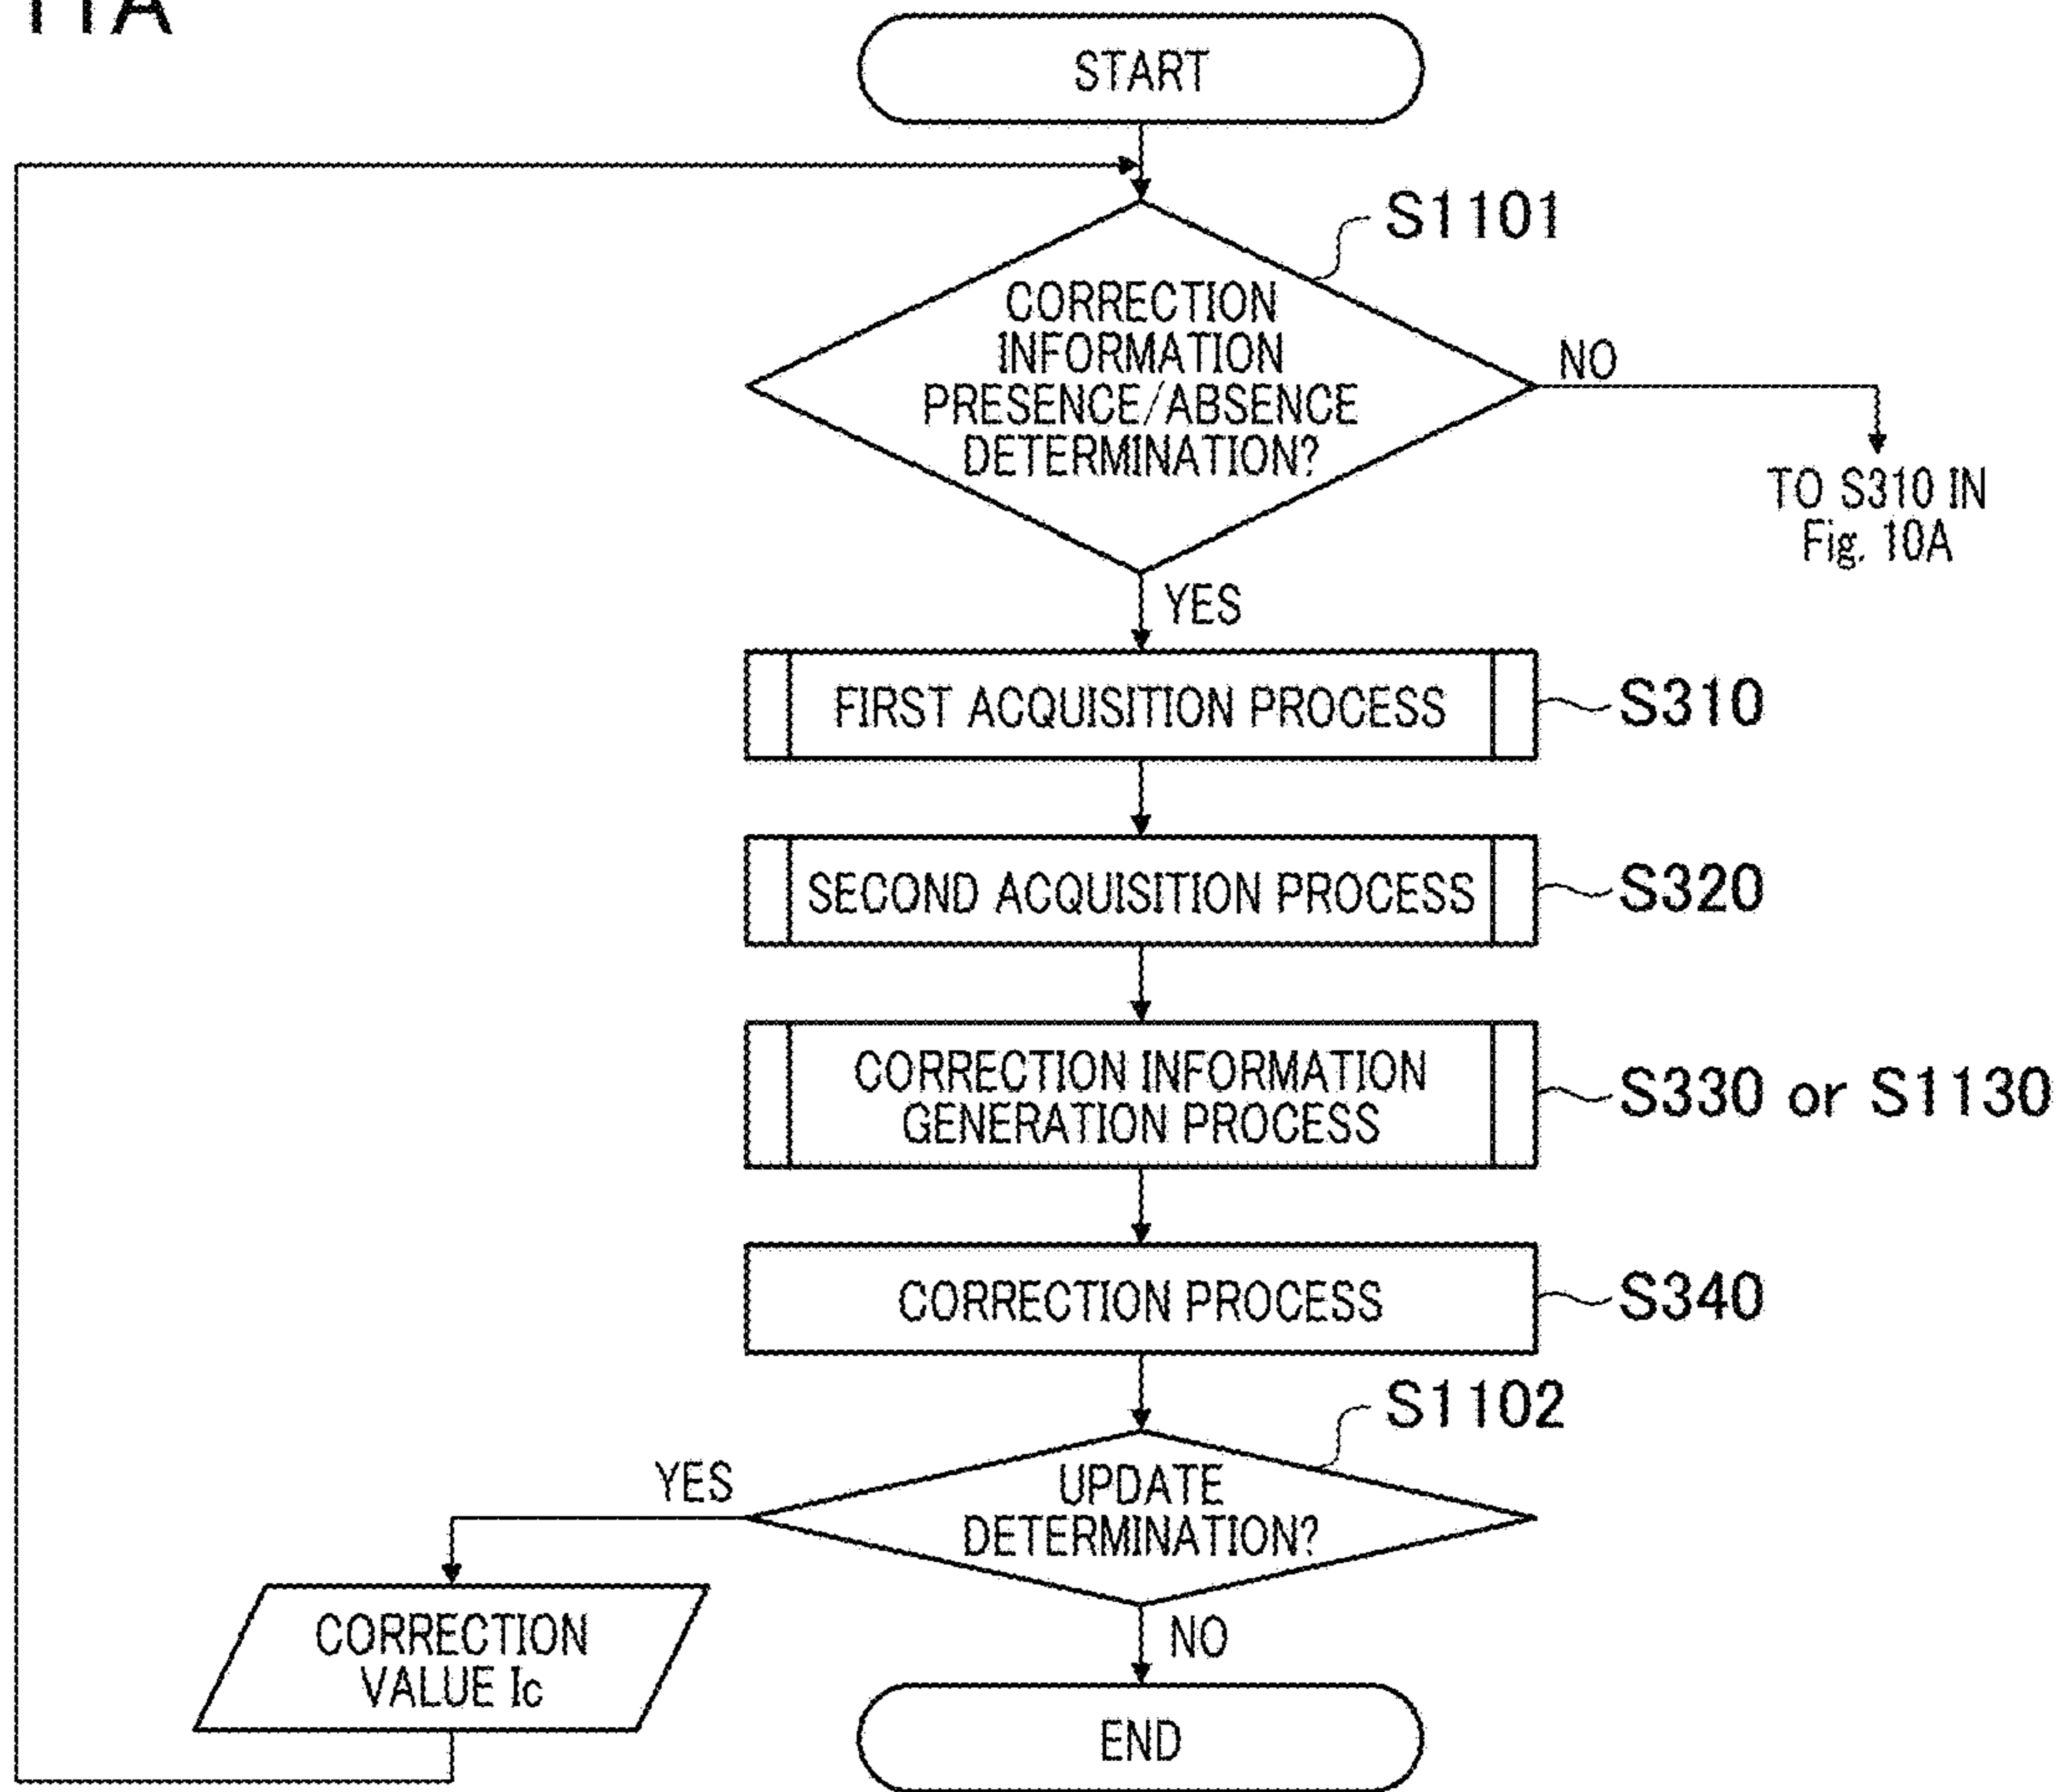 11A
START
S1101
CORRECTION
INFORMATION
PRESENCE/ABSENCE
DETERMINATION?
NO
TO S310 IN
Fig. 10A
YES
FIRST ACQUISITION PROCESS
S310
SECOND ACQUISITION PROCESS
S320
CORRECTION INFORMATION
GENERATION PROCESS
S330 or S1130
CORRECTION PROCESS
S340
S1102
YES
UPDATE
DETERMINATION?
CORRECTION
VALUE Ic
NO
END